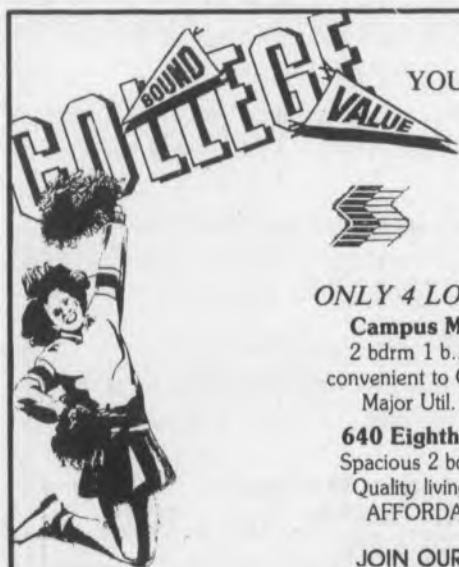 COLLEGE
BOUND
VALUE
YOU
ONLY 4 LO
Campus M
2 bdrm 1 b..
convenient to C
Major Util.
640 Eighth
Spacious 2 bd
Quality living
AFFORDA
JOIN OUR